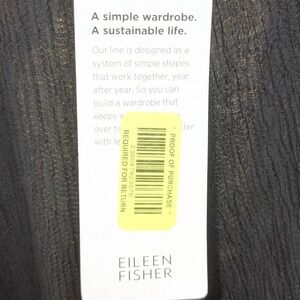 A simple wardrobe.
A sustainable life.
Our line is designed as a
system of simple shapes
that work together, year
after year. So you can
build a wardrobe that
keeps
over
with
PROOF OF PURCHASE
REQUIRED FOR RETURN
EILEEN
FISHER